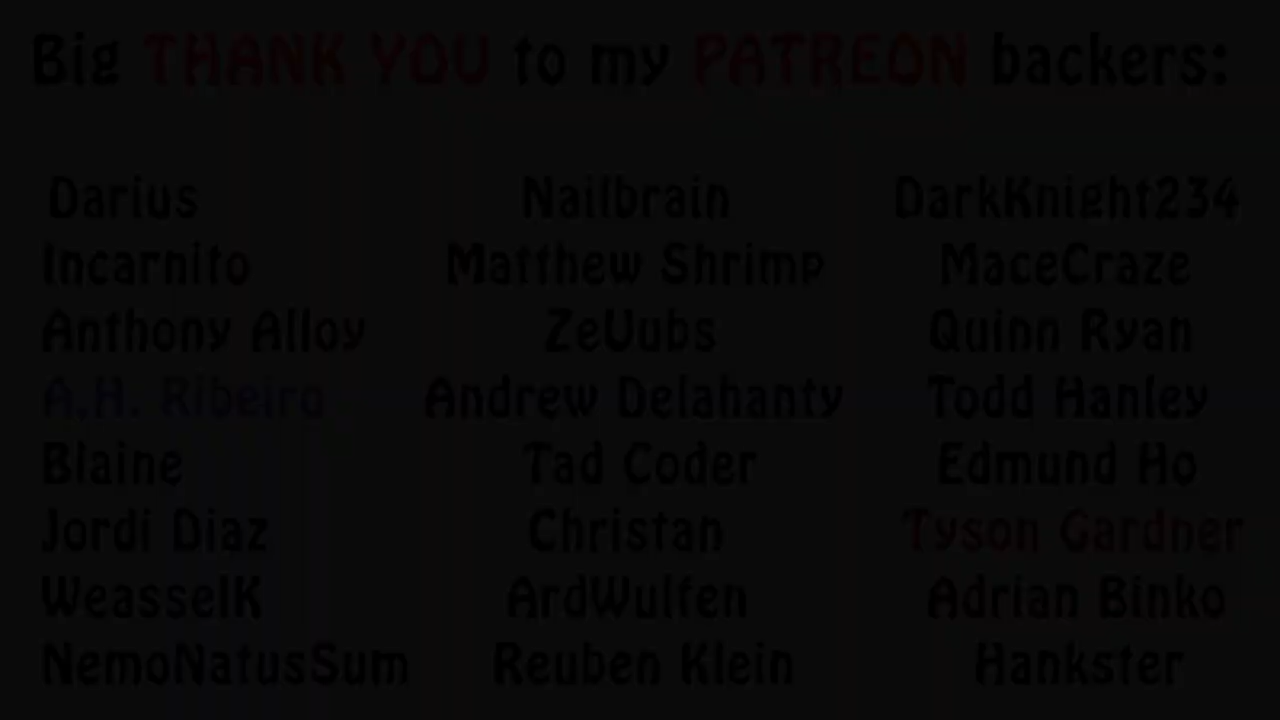 Big THANK YOU to my PATREON backers:
Darius Nailbrain DarkKnight234
Incarnito Matthew Shrimp MaceCraze
Anthony Alloy ZeUubs Quinn Ryan
A.H. Ribeiro Andrew Delahanty Todd Hanley
Blaine Tad Coder Edmund Ho
Jordi Diaz Christan Tyson Gardner
WeasselK ArdWulfen Adrian Binko
NemoNatusSum Reuben Klein Hankster